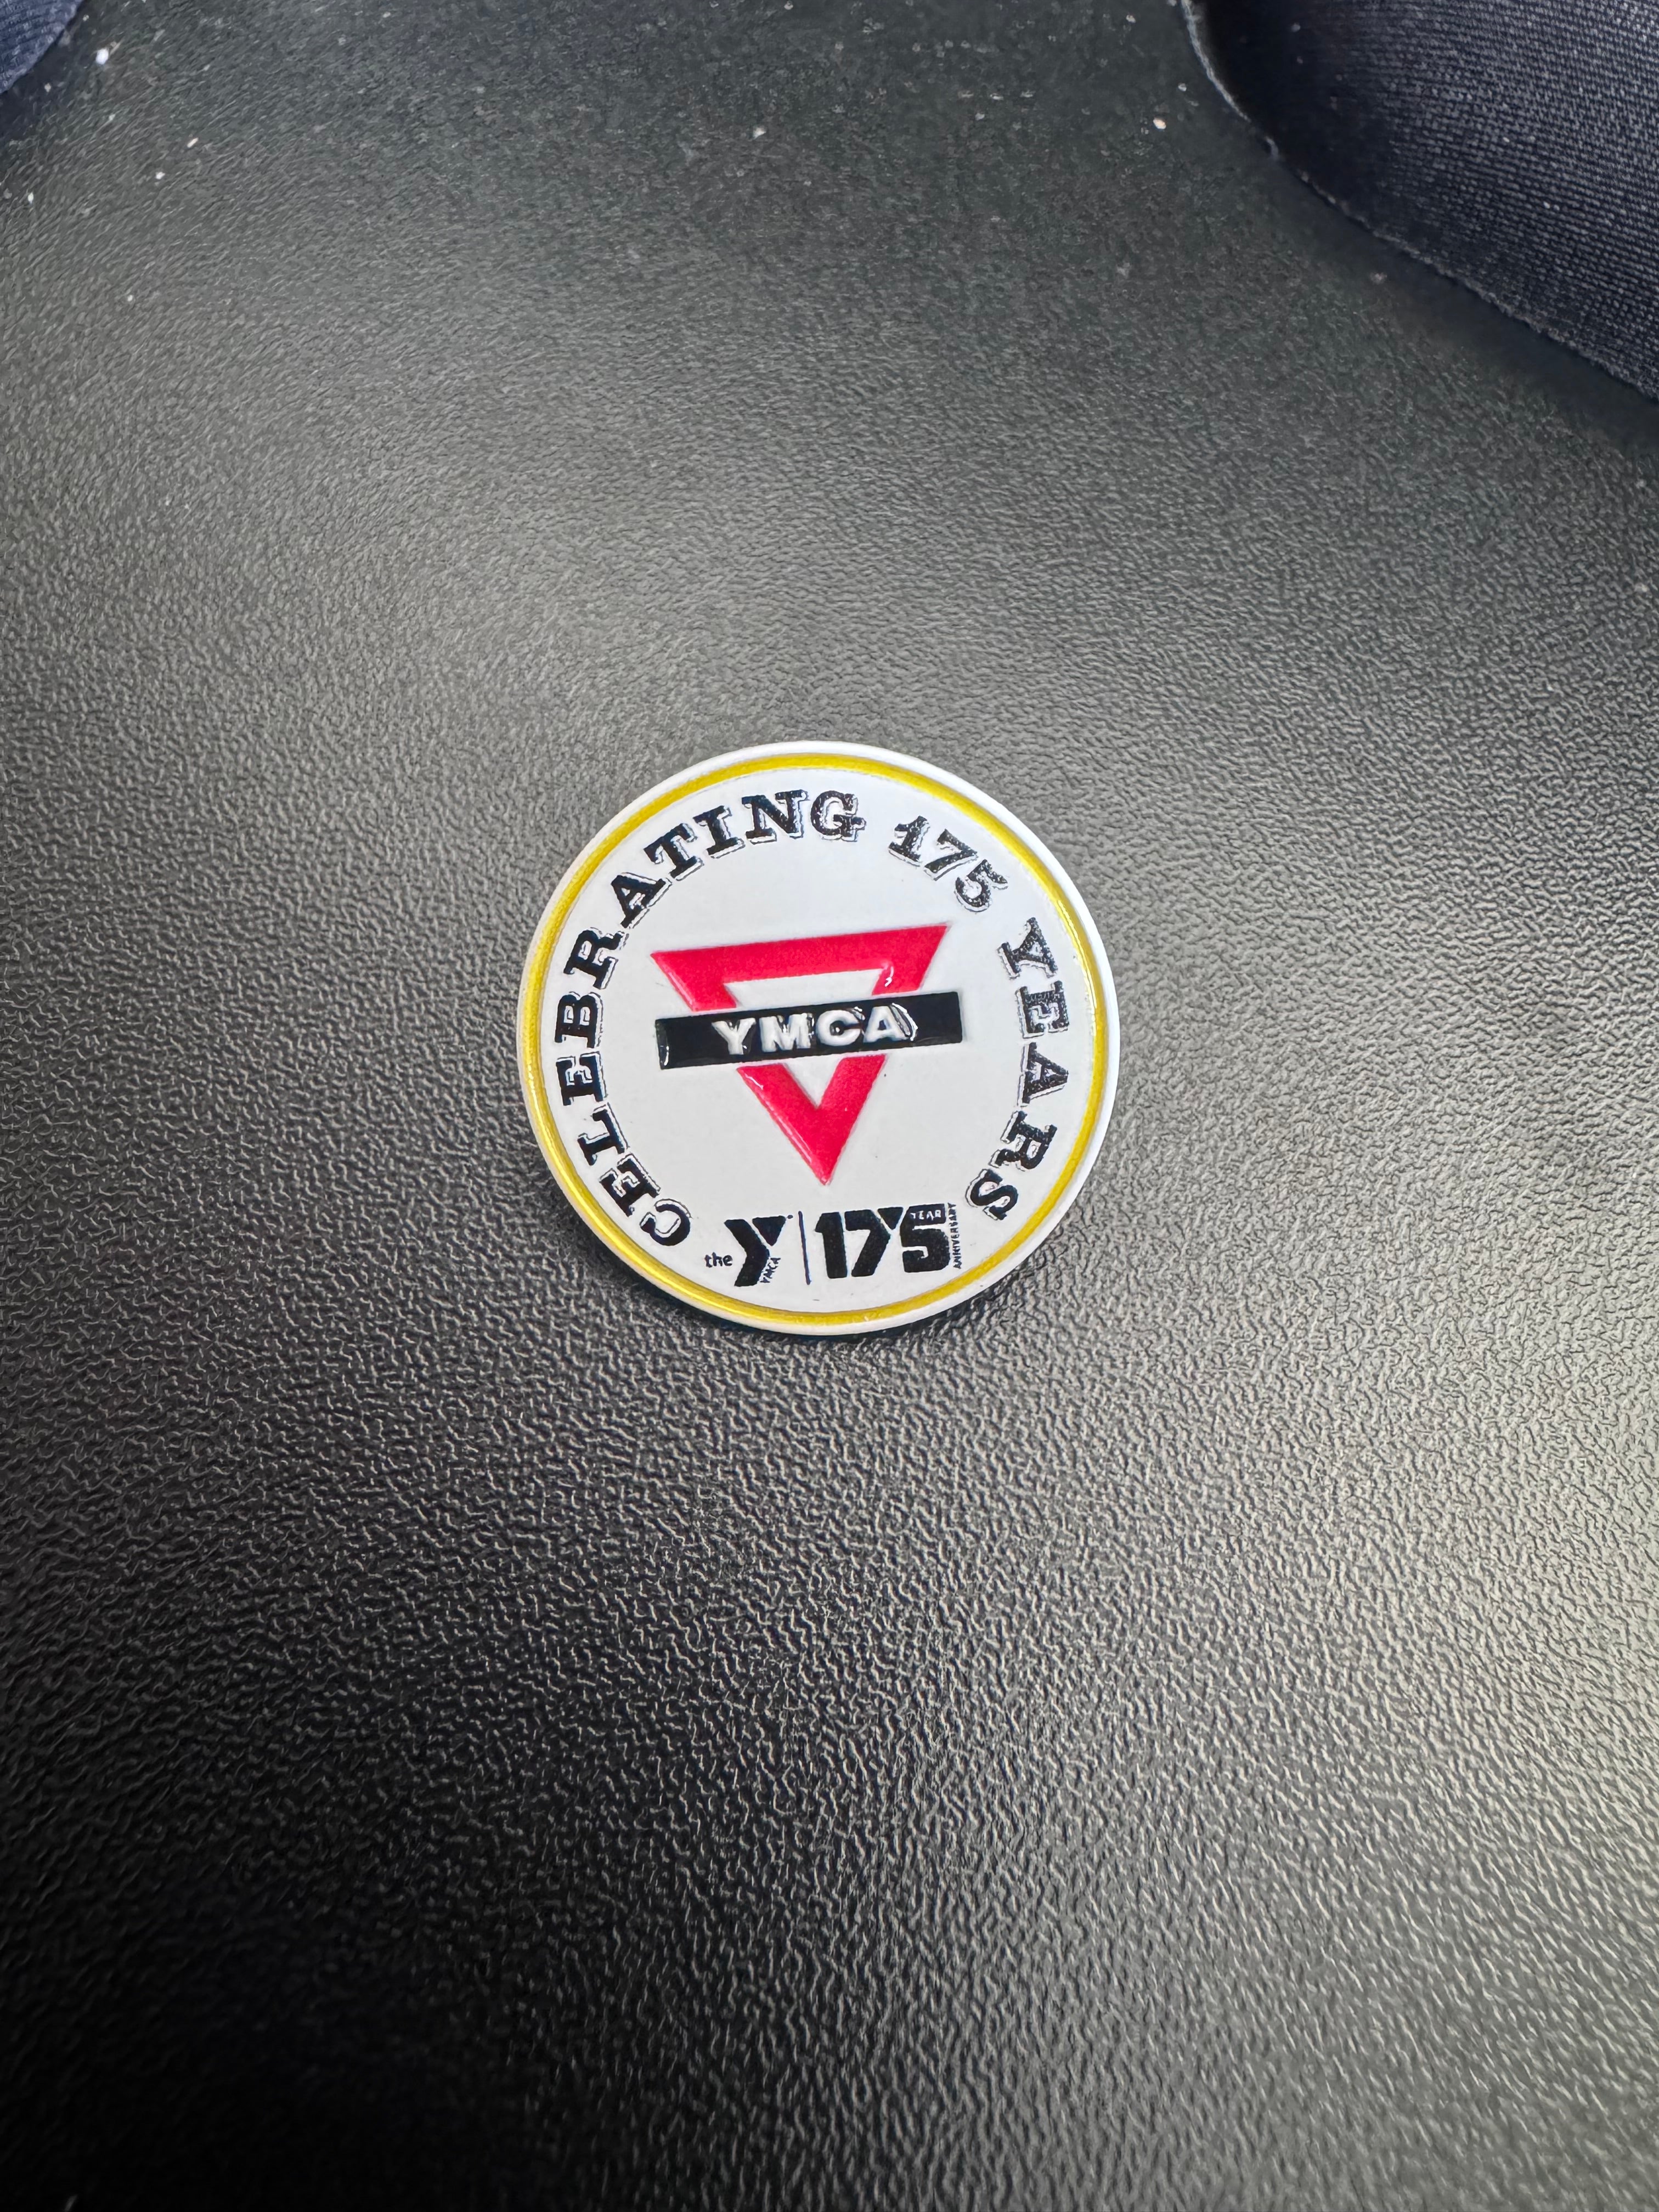 CELEBRATING 175 YEARS
YMCA
the Y YMCA | 175 YEAR ANNIVERSARY